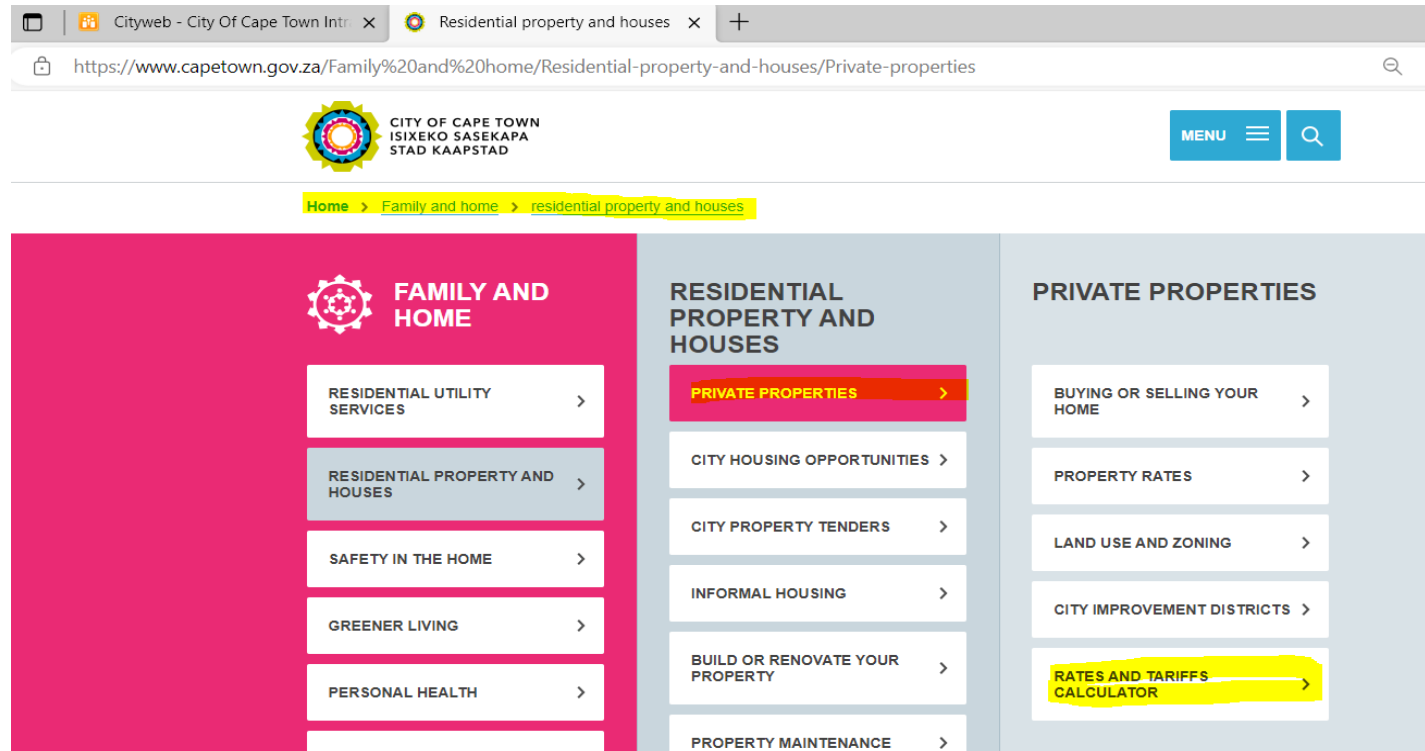 Cityweb - City Of Cape Town Intr
Residential property and houses
https://www.capetown.gov.za/Family%20and%20home/Residential-property-and-houses/Private-properties
CITY OF CAPE TOWN
ISIXEKO SASEKAPA
STAD KAAPSTAD
MENU
Home > Family and home > residential property and houses
FAMILY AND
HOME
RESIDENTIAL UTILITY
SERVICES
RESIDENTIAL PROPERTY AND
HOUSES
SAFETY IN THE HOME
GREENER LIVING
PERSONAL HEALTH
RESIDENTIAL
PROPERTY AND
HOUSES
PRIVATE PROPERTIES
CITY HOUSING OPPORTUNITIES
CITY PROPERTY TENDERS
INFORMAL HOUSING
BUILD OR RENOVATE YOUR
PROPERTY
PROPERTY MAINTENANCE
PRIVATE PROPERTIES
BUYING OR SELLING YOUR
HOME
PROPERTY RATES
LAND USE AND ZONING
CITY IMPROVEMENT DISTRICTS
RATES AND TARIFFS
CALCULATOR